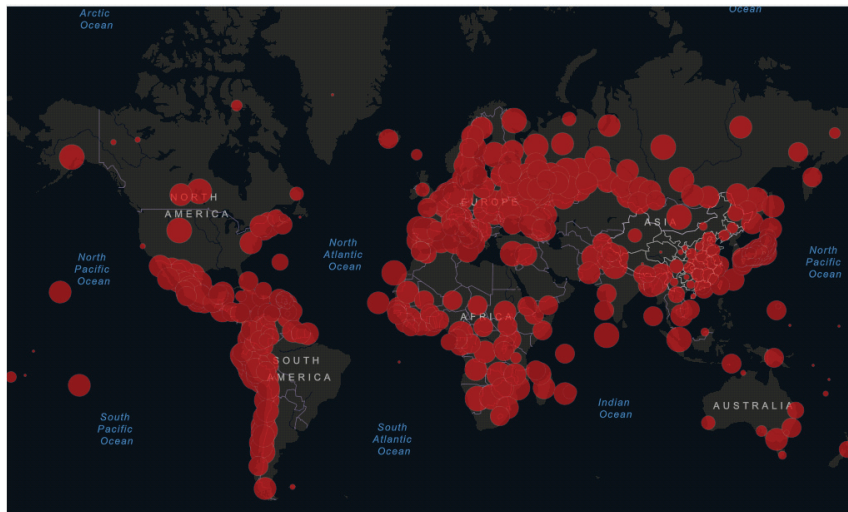 Arctic
Ocean
Ocean
NORTH
AMERICA
EUROPE
ASIA
North
Pacific
Ocean
North
Atlantic
Ocean
North
Pacific
Ocean
AFRICA
SOUTH
AMERICA
South
Pacific
Ocean
South
Atlantic
Ocean
Indian
Ocean
AUSTRALIA